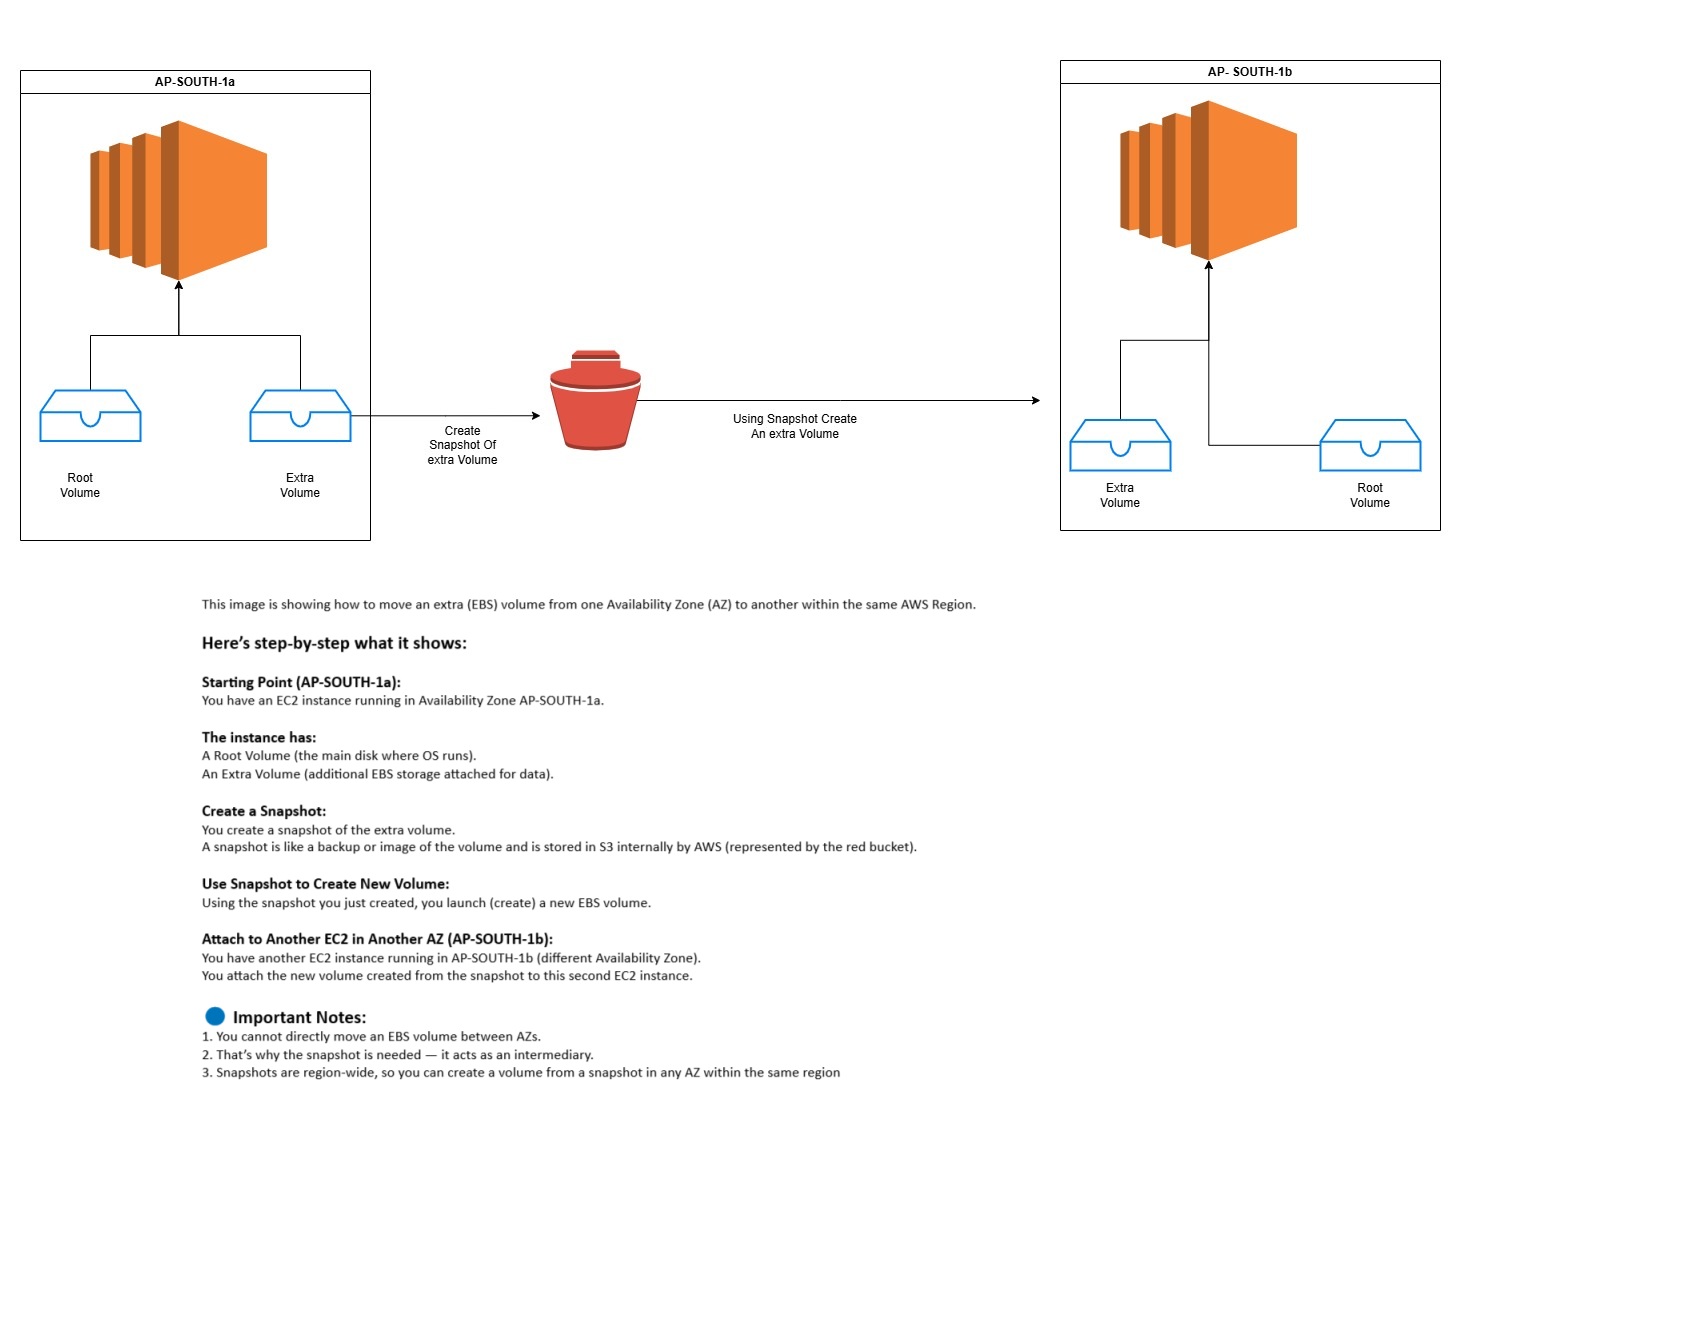 AP-SOUTH-1a
AP- SOUTH-1b
Create
Snapshot Of
extra Volume
Using Snapshot Create
An extra Volume
Root
Volume
Extra
Volume
Extra
Volume
Root
Volume
This image is showing how to move an extra (EBS) volume from one Availability Zone (AZ) to another within the same AWS Region.
Here’s step-by-step what it shows:
Starting Point (AP-SOUTH-1a):
You have an EC2 instance running in Availability Zone AP-SOUTH-1a.
The instance has:
A Root Volume (the main disk where OS runs).
An Extra Volume (additional EBS storage attached for data).
Create a Snapshot:
You create a snapshot of the extra volume.
A snapshot is like a backup or image of the volume and is stored in S3 internally by AWS (represented by the red bucket).
Use Snapshot to Create New Volume:
Using the snapshot you just created, you launch (create) a new EBS volume.
Attach to Another EC2 in Another AZ (AP-SOUTH-1b):
You have another EC2 instance running in AP-SOUTH-1b (different Availability Zone).
You attach the new volume created from the snapshot to this second EC2 instance.
Important Notes:
1. You cannot directly move an EBS volume between AZs.
2. That’s why the snapshot is needed — it acts as an intermediary.
3. Snapshots are region-wide, so you can create a volume from a snapshot in any AZ within the same region